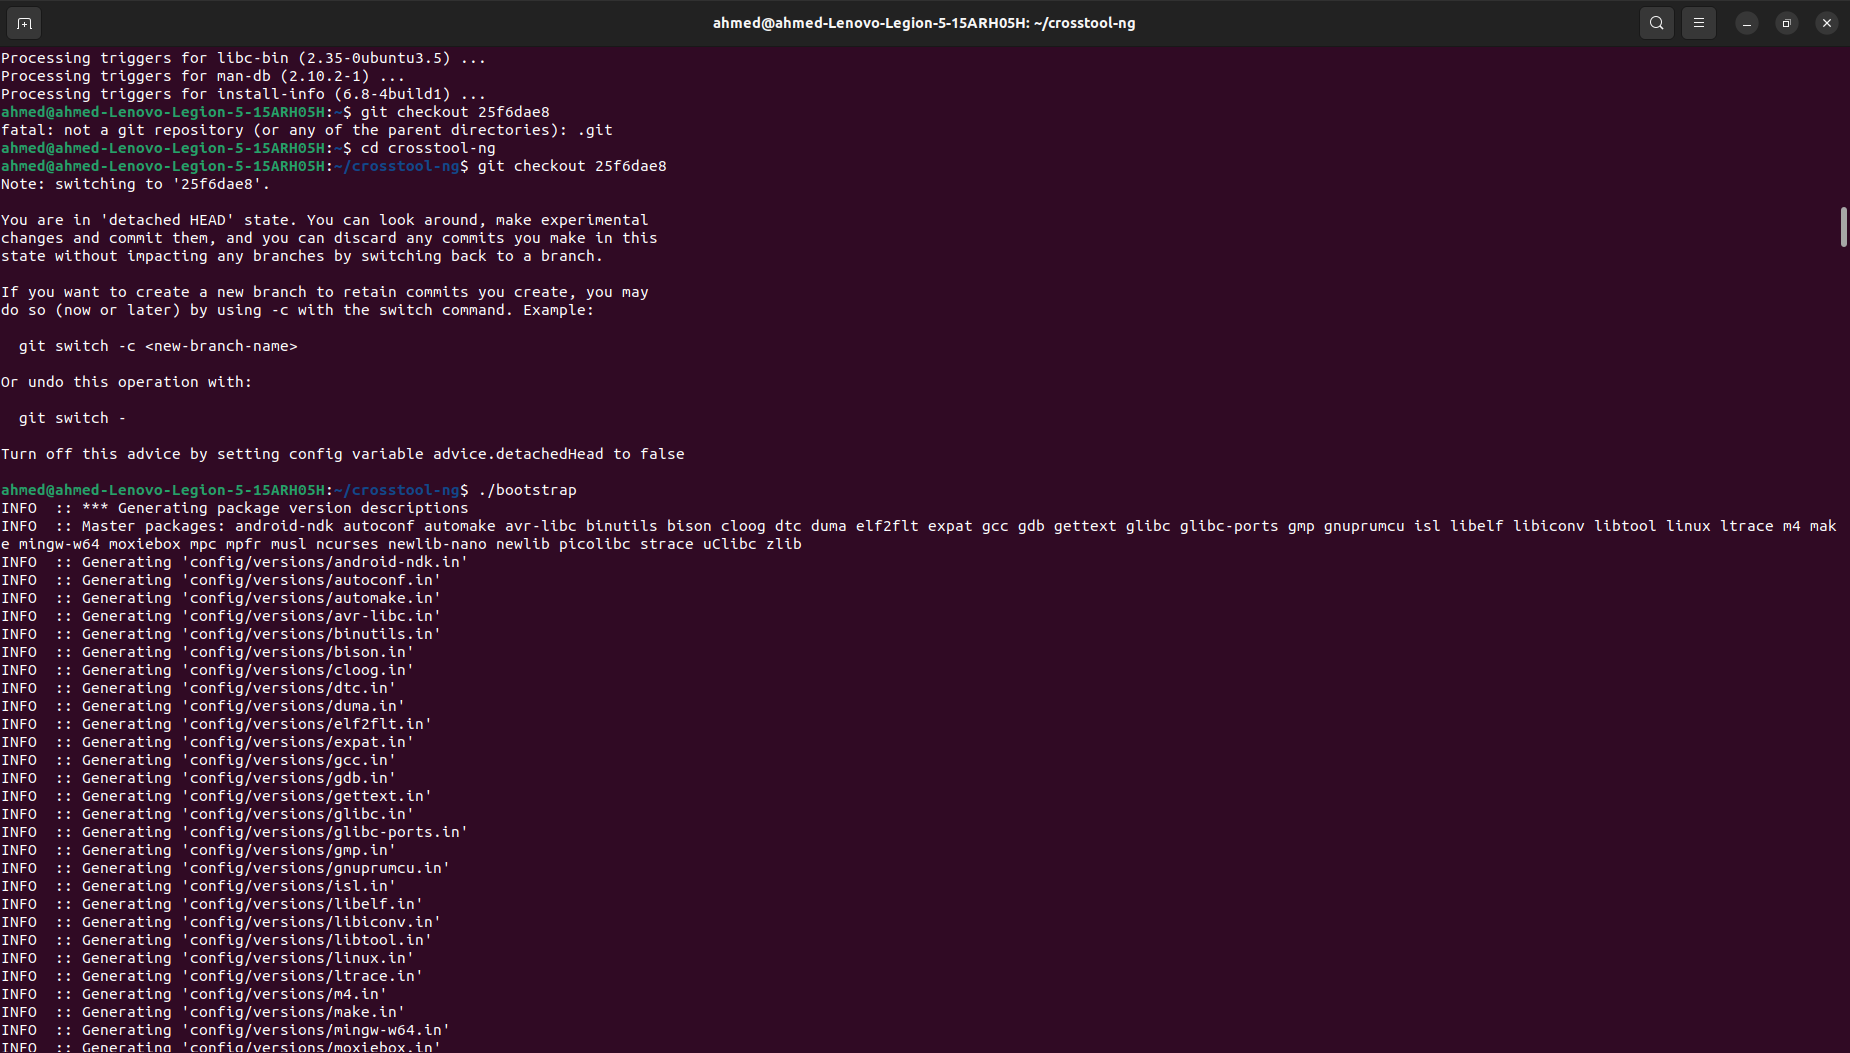 ahmed@ahmed-Lenovo-Legion-5-15ARH05H: ~/crosstool-ng
Processing triggers for libc-bin (2.35-0ubuntu3.5) ...
Processing triggers for man-db (2.10.2-1) ...
Processing triggers for install-info (6.8-4build1) ...
ahmed@ahmed-Lenovo-Legion-5-15ARH05H:~$ git checkout 25f6dae8
fatal: not a git repository (or any of the parent directories): .git
ahmed@ahmed-Lenovo-Legion-5-15ARH05H:~$ cd crosstool-ng
ahmed@ahmed-Lenovo-Legion-5-15ARH05H:~/crosstool-ng$ git checkout 25f6dae8
Note: switching to '25f6dae8'.

You are in 'detached HEAD' state. You can look around, make experimental
changes and commit them, and you can discard any commits you make in this
state without impacting any branches by switching back to a branch.

If you want to create a new branch to retain commits you create, you may
do so (now or later) by using -c with the switch command. Example:

  git switch -c <new-branch-name>

Or undo this operation with:

  git switch -

Turn off this advice by setting config variable advice.detachedHead to false

ahmed@ahmed-Lenovo-Legion-5-15ARH05H:~/crosstool-ng$ ./bootstrap
INFO  :: *** Generating package version descriptions
INFO  :: Master packages: android-ndk autoconf automake avr-libc binutils bison cloog dtc duma elf2flt expat gcc gdb gettext glibc glibc-ports gmp gnuprumcu isl libelf libiconv libtool linux ltrace m4 mak
e mingw-w64 moxiebox mpc mpfr musl ncurses newlib-nano newlib picolibc strace uClibc zlib
INFO  :: Generating 'config/versions/android-ndk.in'
INFO  :: Generating 'config/versions/autoconf.in'
INFO  :: Generating 'config/versions/automake.in'
INFO  :: Generating 'config/versions/avr-libc.in'
INFO  :: Generating 'config/versions/binutils.in'
INFO  :: Generating 'config/versions/bison.in'
INFO  :: Generating 'config/versions/cloog.in'
INFO  :: Generating 'config/versions/dtc.in'
INFO  :: Generating 'config/versions/duma.in'
INFO  :: Generating 'config/versions/elf2flt.in'
INFO  :: Generating 'config/versions/expat.in'
INFO  :: Generating 'config/versions/gcc.in'
INFO  :: Generating 'config/versions/gdb.in'
INFO  :: Generating 'config/versions/gettext.in'
INFO  :: Generating 'config/versions/glibc.in'
INFO  :: Generating 'config/versions/glibc-ports.in'
INFO  :: Generating 'config/versions/gmp.in'
INFO  :: Generating 'config/versions/gnuprumcu.in'
INFO  :: Generating 'config/versions/isl.in'
INFO  :: Generating 'config/versions/libelf.in'
INFO  :: Generating 'config/versions/libiconv.in'
INFO  :: Generating 'config/versions/libtool.in'
INFO  :: Generating 'config/versions/linux.in'
INFO  :: Generating 'config/versions/ltrace.in'
INFO  :: Generating 'config/versions/m4.in'
INFO  :: Generating 'config/versions/make.in'
INFO  :: Generating 'config/versions/mingw-w64.in'
INFO  :: Generating 'config/versions/moxiebox.in'